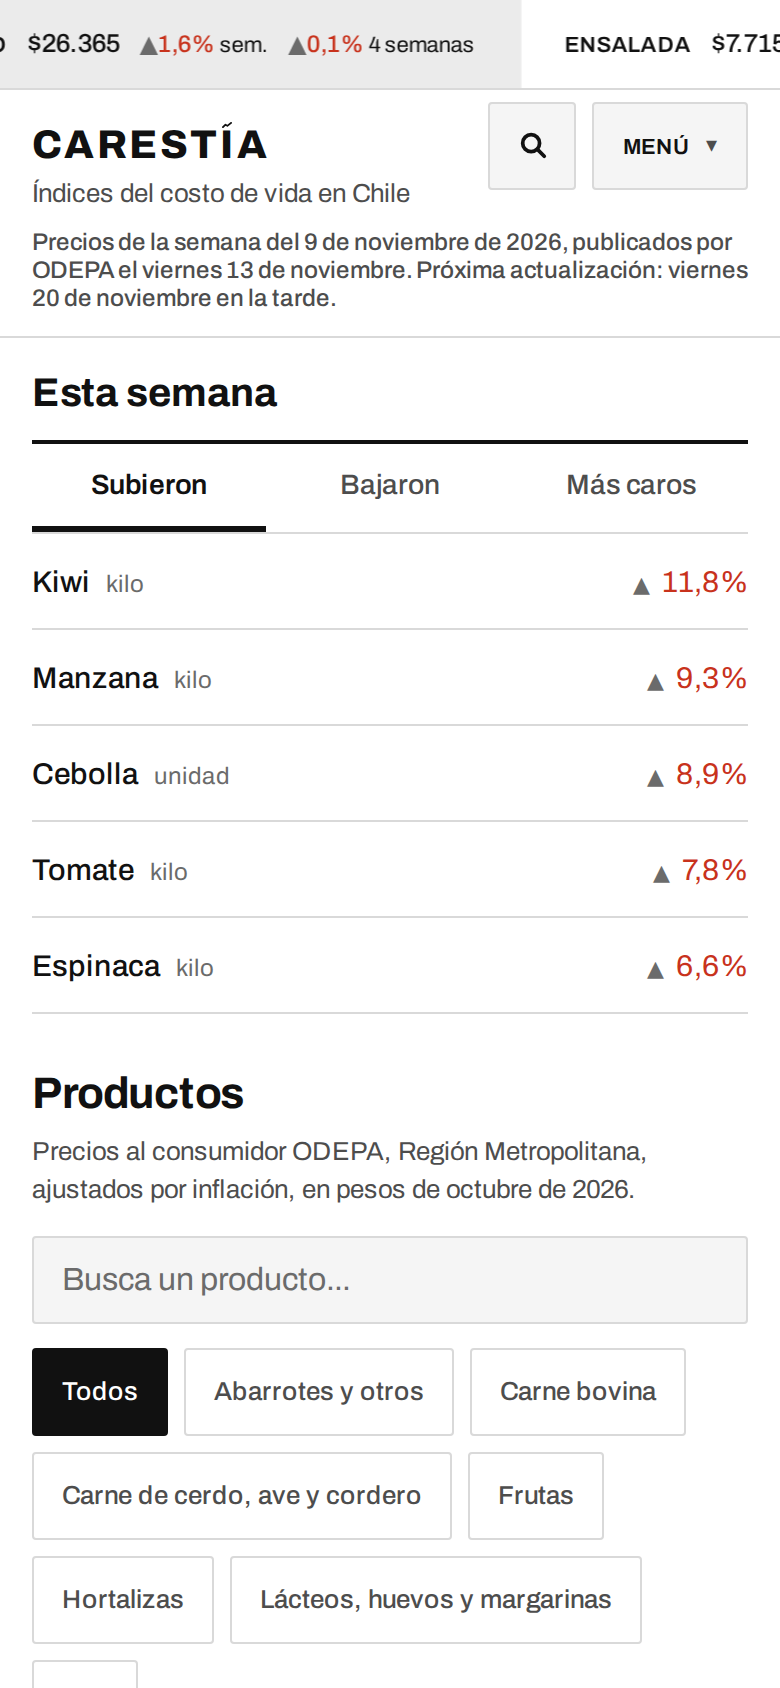 $26.365 ▲1,6% sem. ▲0,1% 4 semanas ENSALADA $7.715
CARESTÍA
MENÚ ▼
Índices del costo de vida en Chile
Precios de la semana del 9 de noviembre de 2026, publicados por
ODEPA el viernes 13 de noviembre. Próxima actualización: viernes
20 de noviembre en la tarde.
Esta semana
Subieron Bajaron Más caros
Kiwi kilo ▲ 11,8%
Manzana kilo ▲ 9,3%
Cebolla unidad ▲ 8,9%
Tomate kilo ▲ 7,8%
Espinaca kilo ▲ 6,6%
Productos
Precios al consumidor ODEPA, Región Metropolitana,
ajustados por inflación, en pesos de octubre de 2026.
Busca un producto...
Todos Abarrotes y otros Carne bovina
Carne de cerdo, ave y cordero Frutas
Hortalizas Lácteos, huevos y margarinas